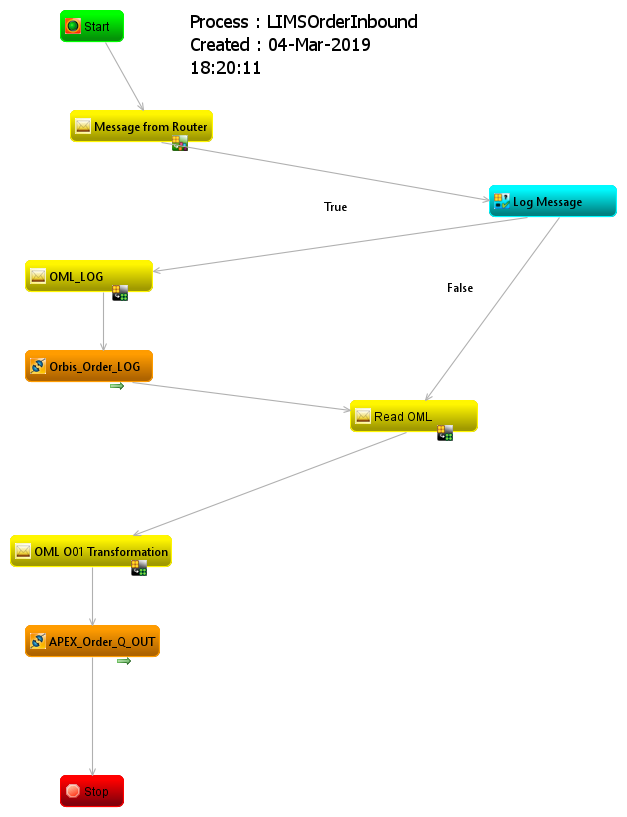 Start
Process : LIMSOrderInbound
Created : 04-Mar-2019
18:20:11
Message from Router
Log Message
True
OML_LOG
False
Orbis_Order_LOG
Read OML
OML O01 Transformation
APEX_Order_Q_OUT
Stop